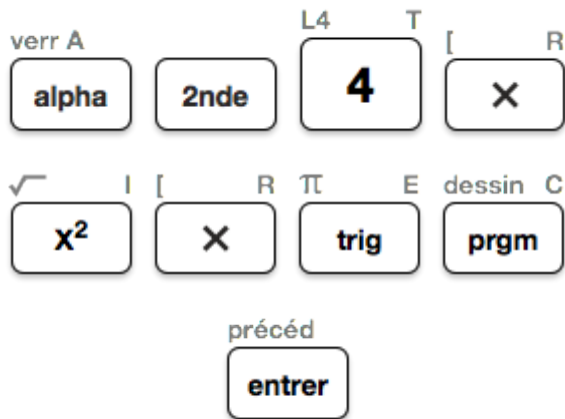 verr A L4 T [ R
alpha 2nde 4 ×
√ I [ R π E dessin C
x² × trig prgm
précéd
entrer